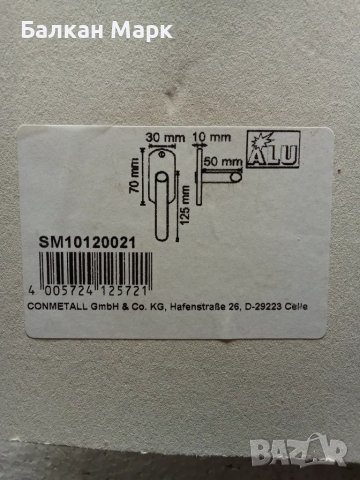 Балкан Марк
30 mm
10 mm
ALU
70 mm
50 mm
125 mm
SM10120021
4 005724 125721
CONMETALL GmbH & Co. KG, Hafenstraße 26, D-29223 Celle
BAZAR